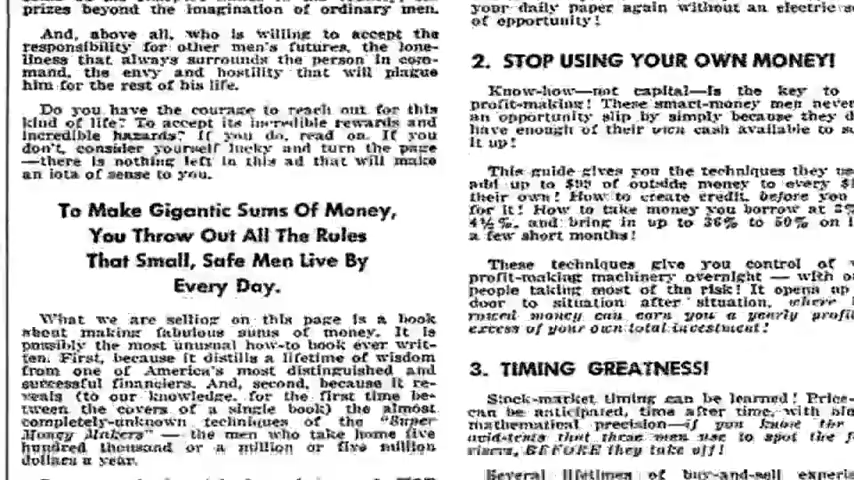 prizes beyond the imagination of ordinary men.
And, above all, who is willing to accept the
responsibility for other men's futures, the lone-
liness that always surrounds the person in com-
mand, the envy and hostility that will plague
him for the rest of his life.
Do you have the courage to reach out for this
kind of life? To accept its incredible rewards and
incredible hazards? If you do, read on. If you
don't, consider yourself lucky and turn the page
—there is nothing left in this ad that will make
an iota of sense to you.
To Make Gigantic Sums Of Money,
You Throw Out All The Rules
That Small, Safe Men Live By
Every Day.
What we are selling on this page is a book
about making fabulous sums of money. It is
possibly the most unusual how-to book ever writ-
ten. First, because it distills a lifetime of wisdom
from one of America's most distinguished and
successful financiers. And, second, because it re-
veals (to our knowledge, for the first time be-
tween the covers of a single book) the almost
completely-unknown techniques of the "Super
Money Makers" — the men who take home five
hundred thousand or a million or five million
dollars a year.
your daily paper again without an electric
of opportunity!
2. STOP USING YOUR OWN MONEY!
Know-how—not capital—is the key to
profit-making! These smart-money men never
an opportunity slip by simply because they
have enough of their own cash available to
it up!
This guide gives you the techniques they
add up to $99 of outside money to every
their own! How to create credit, before you
for it! How to take money you borrow at
4½%, and bring in up to 36% to 50% on
a few short months!
These techniques give you control of
profit-making machinery overnight — with
people taking most of the risk! It opens up
door to situation after situation, where
rowed money can earn you a yearly
excess of your own total investment!
3. TIMING GREATNESS!
Stock-market timing can be learned! Price-
can be anticipated, time after time, with
mathematical precision—if you know the
that these men use to spot the
BEFORE they take off!
Several lifetimes of buy-and-sell